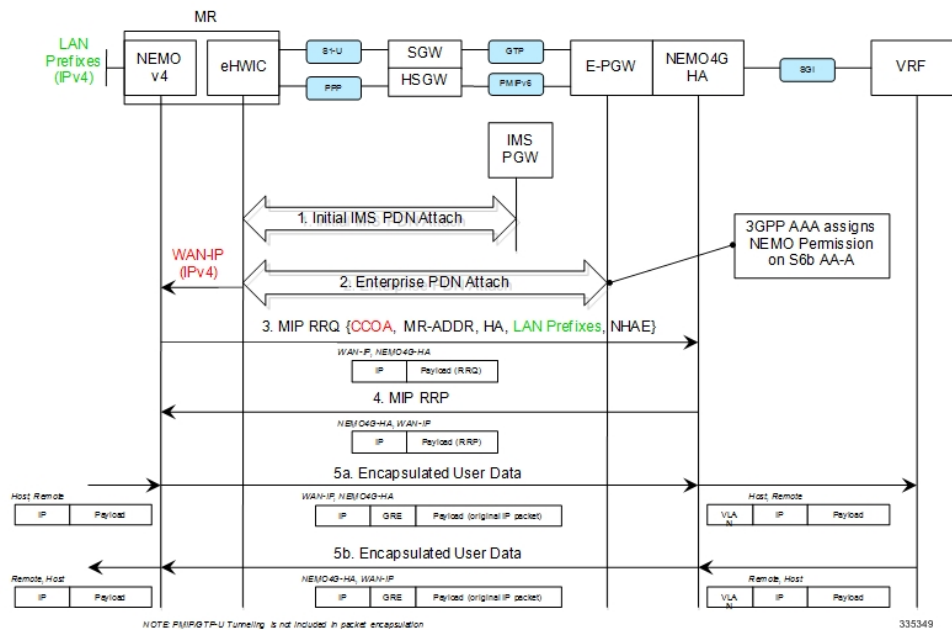 MR
LAN
Prefixes
(IPv4)
NEMO
v4
eHWIC
S1-U
PPP
SGW
HSGW
GTP
PMIPv6
E-PGW
NEMO4G
HA
SGI
VRF
IMS
PGW
1. Initial IMS PDN Attach
3GPP AAA assigns
NEMO Permission
on S6b AA-A
WAN-IP
(IPv4)
2. Enterprise PDN Attach
3. MIP RRQ {CCOA, MR-ADDR, HA, LAN Prefixes, NHAE}
WAN-IP, NEMO4G-HA
IP Payload (RRQ)
4. MIP RRP
NEMO4G-HA, WAN-IP
IP Payload (RRP)
5a. Encapsulated User Data
Host, Remote WAN-IP, NEMO4G-HA Host, Remote
IP Payload IP GRE Payload (original IP packet) VLA
N IP Payload
5b. Encapsulated User Data
Remote, Host NEMO4G-HA, WAN-IP Remote, Host
IP Payload IP GRE Payload (original IP packet) VLA
N IP Payload
NOTE: PMIP/GTP-U Tunneling is not included in packet encapsulation
335349